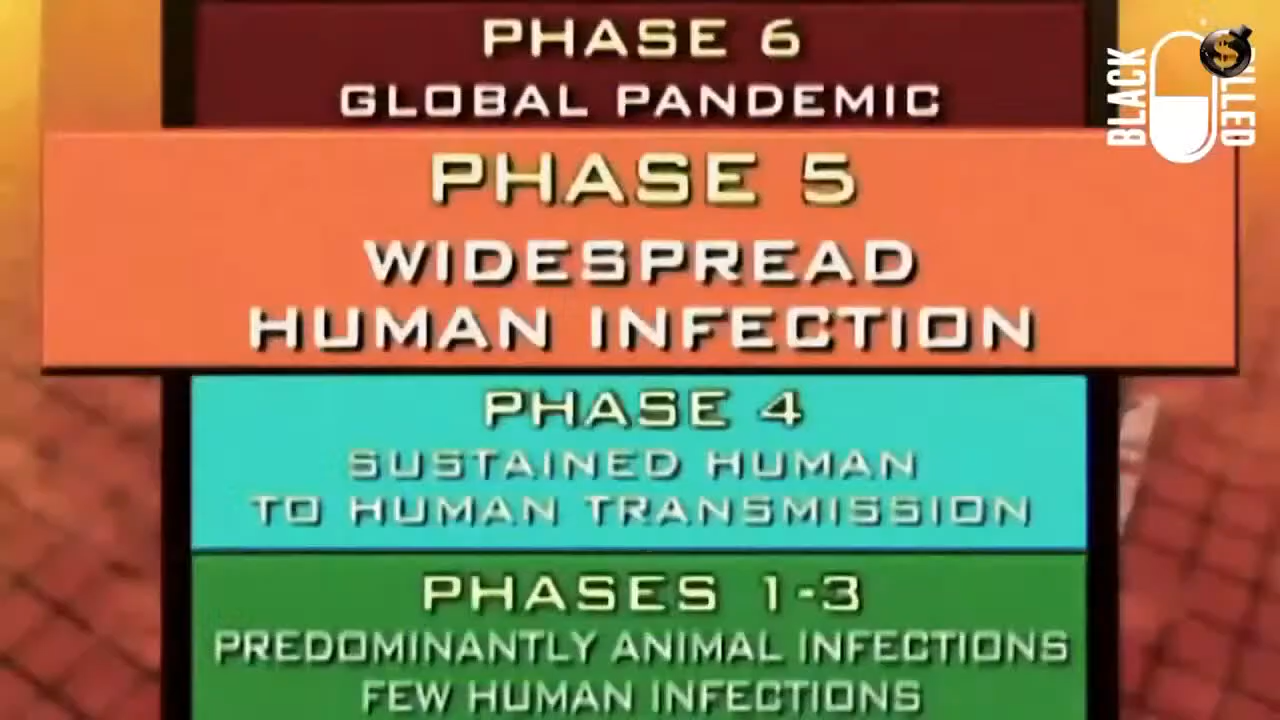 PHASE 6
GLOBAL PANDEMIC
PHASE 5
WIDESPREAD
HUMAN INFECTION
PHASE 4
SUSTAINED HUMAN
TO HUMAN TRANSMISSION
PHASES 1-3
PREDOMINANTLY ANIMAL INFECTIONS
FEW HUMAN INFECTIONS
BLACK
$